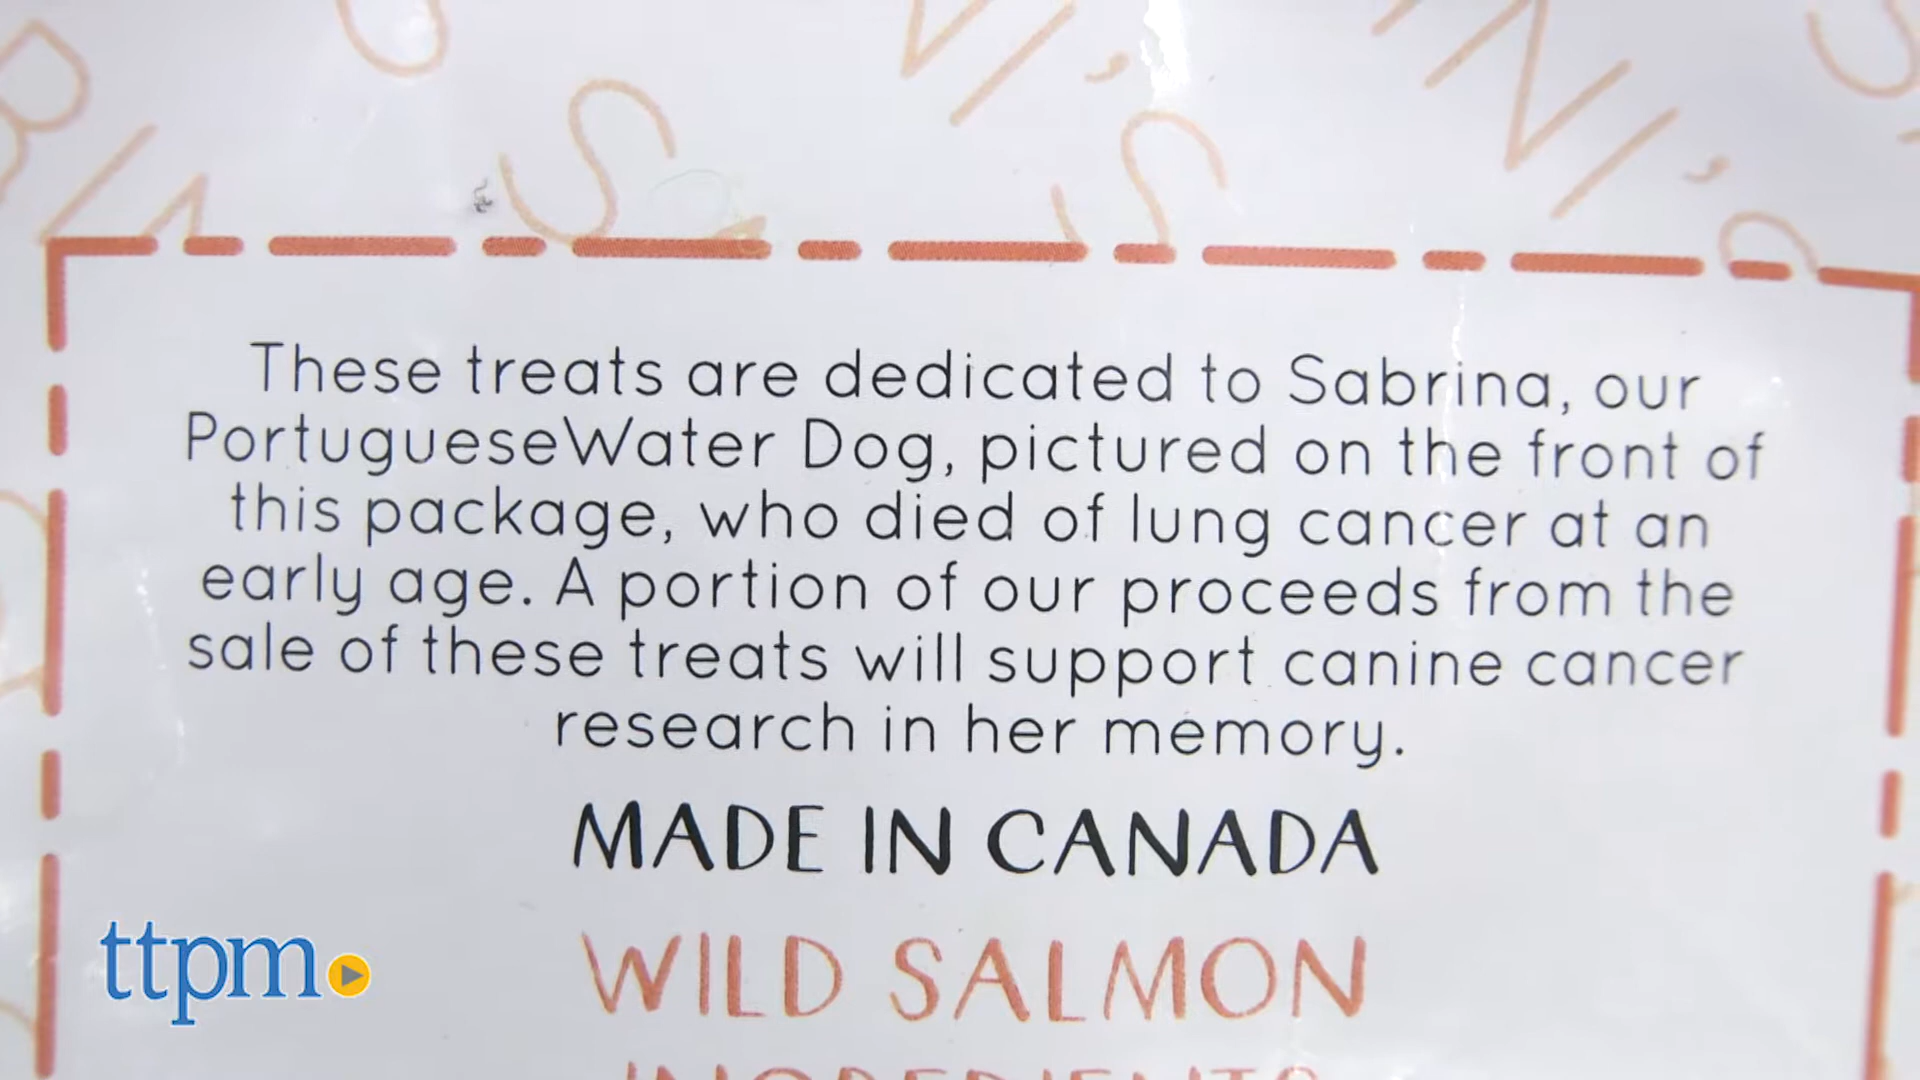 These treats are dedicated to Sabrina, our
PortugueseWater Dog, pictured on the front of
this package, who died of lung cancer at an
early age. A portion of our proceeds from the
sale of these treats will support canine cancer
research in her memory.
MADE IN CANADA
WILD SALMON
INGREDIENTS
ttpm